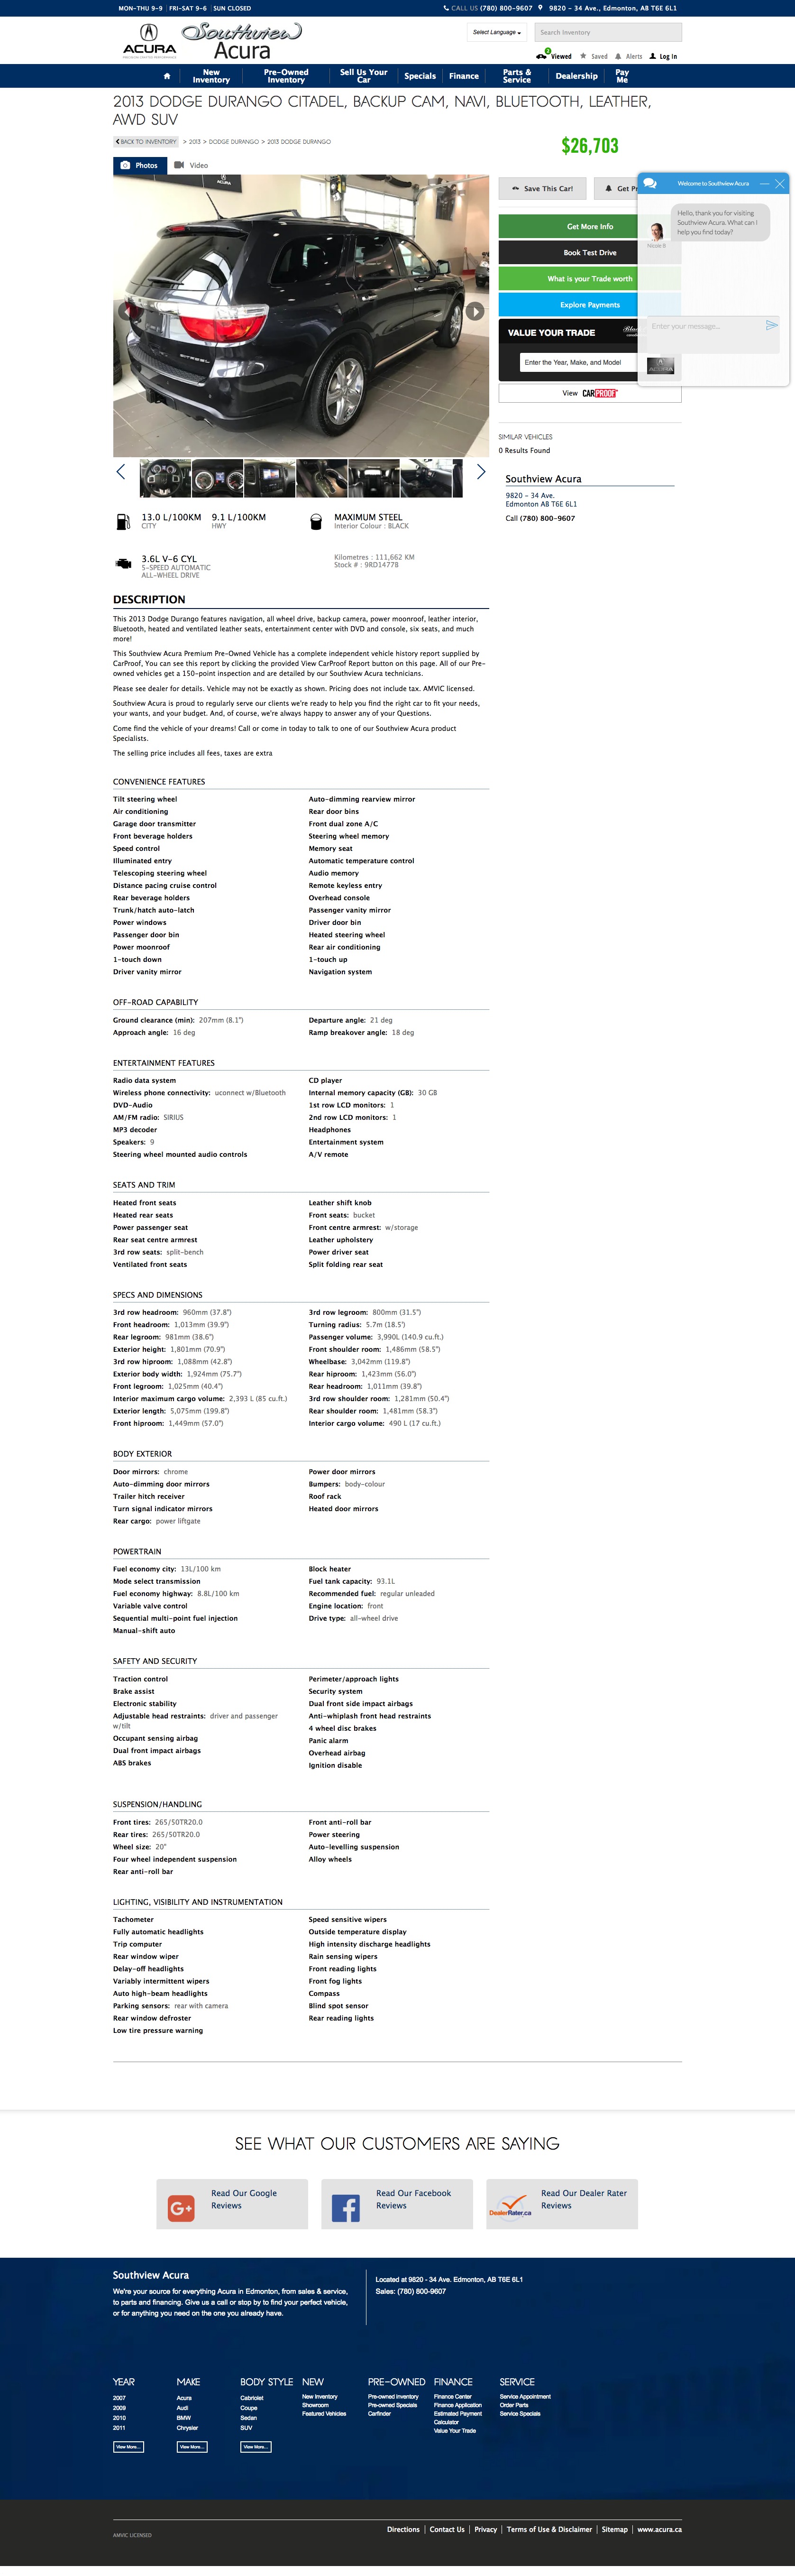 MON-THU 9-9 | FRI-SAT 9-6 | SUN CLOSED
CALL US (780) 800-9607 9820 - 34 Ave., Edmonton, AB T6E 6L1
ACURA
Southview
Acura
Select Language
Search Inventory
Viewed Saved Alerts Log In
New Inventory
Pre-Owned Inventory
Sell Us Your Car
Specials
Finance
Parts & Service
Dealership
Pay Me
2013 DODGE DURANGO CITADEL, BACKUP CAM, NAVI, BLUETOOTH, LEATHER,
AWD SUV
BACK TO INVENTORY > 2013 > DODGE DURANGO > 2013 DODGE DURANGO
$26,703
Photos Video
Save This Car!
Get Pr
Get More Info
Book Test Drive
What is your Trade worth
Explore Payments
VALUE YOUR TRADE
Enter the Year, Make, and Model
View CARPROOF
Welcome to Southview Acura
Hello, thank you for visiting
Southview Acura. What can I
help you find today?
Nicole B
Enter your message...
SIMILAR VEHICLES
0 Results Found
Southview Acura
9820 - 34 Ave.
Edmonton AB T6E 6L1
Call (780) 800-9607
13.0 L/100KM 9.1 L/100KM
CITY HWY
MAXIMUM STEEL
Interior Colour : BLACK
3.6L V-6 CYL
5-SPEED AUTOMATIC
ALL-WHEEL DRIVE
Kilometres : 111,662 KM
Stock # : 9RD1477B
DESCRIPTION
This 2013 Dodge Durango features navigation, all wheel drive, backup camera, power moonroof, leather interior,
Bluetooth, heated and ventilated leather seats, entertainment center with DVD and console, six seats, and much
more!
This Southview Acura Premium Pre-Owned Vehicle has a complete independent vehicle history report supplied by
CarProof, You can see this report by clicking the provided View CarProof Report button on this page. All of our Pre-
owned vehicles get a 150-point inspection and are detailed by our Southview Acura technicians.
Please see dealer for details. Vehicle may not be exactly as shown. Pricing does not include tax. AMVIC licensed.
Southview Acura is proud to regularly serve our clients we're ready to help you find the right car to fit your needs,
your wants, and your budget. And, of course, we're always happy to answer any of your Questions.
Come find the vehicle of your dreams! Call or come in today to talk to one of our Southview Acura product
Specialists.
The selling price includes all fees, taxes are extra
CONVENIENCE FEATURES
Tilt steering wheel
Air conditioning
Garage door transmitter
Front beverage holders
Speed control
Illuminated entry
Telescoping steering wheel
Distance pacing cruise control
Rear beverage holders
Trunk/hatch auto-latch
Power windows
Passenger door bin
Power moonroof
1-touch down
Driver vanity mirror
Auto-dimming rearview mirror
Rear door bins
Front dual zone A/C
Steering wheel memory
Memory seat
Automatic temperature control
Audio memory
Remote keyless entry
Overhead console
Passenger vanity mirror
Driver door bin
Heated steering wheel
Rear air conditioning
1-touch up
Navigation system
OFF-ROAD CAPABILITY
Ground clearance (min): 207mm (8.1")
Approach angle: 16 deg
Departure angle: 21 deg
Ramp breakover angle: 18 deg
ENTERTAINMENT FEATURES
Radio data system
Wireless phone connectivity: uconnect w/Bluetooth
DVD-Audio
AM/FM radio: SIRIUS
MP3 decoder
Speakers: 9
Steering wheel mounted audio controls
CD player
Internal memory capacity (GB): 30 GB
1st row LCD monitors: 1
2nd row LCD monitors: 1
Headphones
Entertainment system
A/V remote
SEATS AND TRIM
Heated front seats
Heated rear seats
Power passenger seat
Rear seat centre armrest
3rd row seats: split-bench
Ventilated front seats
Leather shift knob
Front seats: bucket
Front centre armrest: w/storage
Leather upholstery
Power driver seat
Split folding rear seat
SPECS AND DIMENSIONS
3rd row headroom: 960mm (37.8")
Front headroom: 1,013mm (39.9")
Rear legroom: 981mm (38.6")
Exterior height: 1,801mm (70.9")
3rd row hiproom: 1,088mm (42.8")
Exterior body width: 1,924mm (75.7")
Front legroom: 1,025mm (40.4")
Interior maximum cargo volume: 2,393 L (85 cu.ft.)
Exterior length: 5,075mm (199.8")
Front hiproom: 1,449mm (57.0")
3rd row legroom: 800mm (31.5")
Turning radius: 5.7m (18.5')
Passenger volume: 3,990L (140.9 cu.ft.)
Front shoulder room: 1,486mm (58.5")
Wheelbase: 3,042mm (119.8")
Rear hiproom: 1,423mm (56.0")
Rear headroom: 1,011mm (39.8")
3rd row shoulder room: 1,281mm (50.4")
Rear shoulder room: 1,481mm (58.3")
Interior cargo volume: 490 L (17 cu.ft.)
BODY EXTERIOR
Door mirrors: chrome
Auto-dimming door mirrors
Trailer hitch receiver
Turn signal indicator mirrors
Rear cargo: power liftgate
Power door mirrors
Bumpers: body-colour
Roof rack
Heated door mirrors
POWERTRAIN
Fuel economy city: 13L/100 km
Mode select transmission
Fuel economy highway: 8.8L/100 km
Variable valve control
Sequential multi-point fuel injection
Manual-shift auto
Block heater
Fuel tank capacity: 93.1L
Recommended fuel: regular unleaded
Engine location: front
Drive type: all-wheel drive
SAFETY AND SECURITY
Traction control
Brake assist
Electronic stability
Adjustable head restraints: driver and passenger
w/tilt
Occupant sensing airbag
Dual front impact airbags
ABS brakes
Perimeter/approach lights
Security system
Dual front side impact airbags
Anti-whiplash front head restraints
4 wheel disc brakes
Panic alarm
Overhead airbag
Ignition disable
SUSPENSION/HANDLING
Front tires: 265/50TR20.0
Rear tires: 265/50TR20.0
Wheel size: 20"
Four wheel independent suspension
Rear anti-roll bar
Front anti-roll bar
Power steering
Auto-levelling suspension
Alloy wheels
LIGHTING, VISIBILITY AND INSTRUMENTATION
Tachometer
Fully automatic headlights
Trip computer
Rear window wiper
Delay-off headlights
Variably intermittent wipers
Auto high-beam headlights
Parking sensors: rear with camera
Rear window defroster
Low tire pressure warning
Speed sensitive wipers
Outside temperature display
High intensity discharge headlights
Rain sensing wipers
Front reading lights
Front fog lights
Compass
Blind spot sensor
Rear reading lights
SEE WHAT OUR CUSTOMERS ARE SAYING
Read Our Google
Reviews
Read Our Facebook
Reviews
DealerRater.ca
Read Our Dealer Rater
Reviews
Southview Acura
We're your source for everything Acura in Edmonton, from sales & service,
to parts and financing. Give us a call or stop by to find your perfect vehicle,
or for anything you need on the one you already have.
Located at 9820 - 34 Ave. Edmonton, AB T6E 6L1
Sales: (780) 800-9607
YEAR
2007
2009
2010
2011
View More...
MAKE
Acura
Audi
BMW
Chrysler
View More...
BODY STYLE
Cabriolet
Coupe
Sedan
SUV
View More...
NEW
New Inventory
Showroom
Featured Vehicles
PRE-OWNED
Pre-owned Inventory
Pre-owned Specials
Carfinder
FINANCE
Finance Center
Finance Application
Estimated Payment
Calculator
Value Your Trade
SERVICE
Service Appointment
Order Parts
Service Specials
AMVIC LICENSED
Directions | Contact Us | Privacy | Terms of Use & Disclaimer | Sitemap | www.acura.ca